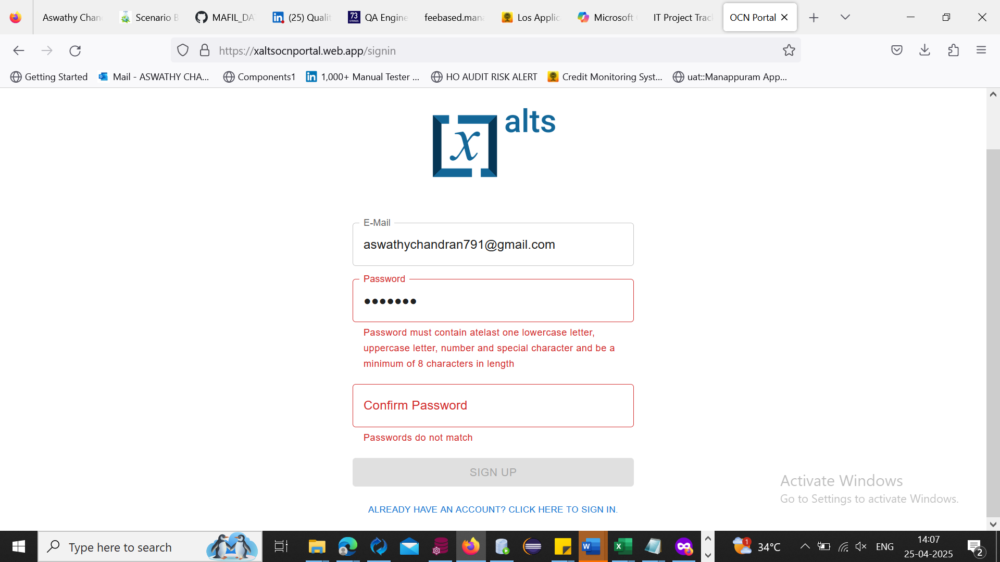 Aswathy Chan
Scenario B
MAFIL_DA
(25) Qualit
73
STRINGS
QA Engine
feebased.mana
Los Applic
Microsoft
IT Project Trac
OCN Portal
https://xaltsocnportal.web.app/signin
Getting Started
Mail - ASWATHY CHA...
Components1
1,000+ Manual Tester ...
HO AUDIT RISK ALERT
Credit Monitoring Syst...
uat::Manappuram App...
x alts
E-Mail
aswathychandran791@gmail.com
Password
Password must contain atelast one lowercase letter,
uppercase letter, number and special character and be a
minimum of 8 characters in length
Confirm Password
Passwords do not match
SIGN UP
ALREADY HAVE AN ACCOUNT? CLICK HERE TO SIGN IN.
Activate Windows
Go to Settings to activate Windows.
Type here to search
1
34°C
ENG
14:07
25-04-2025
2